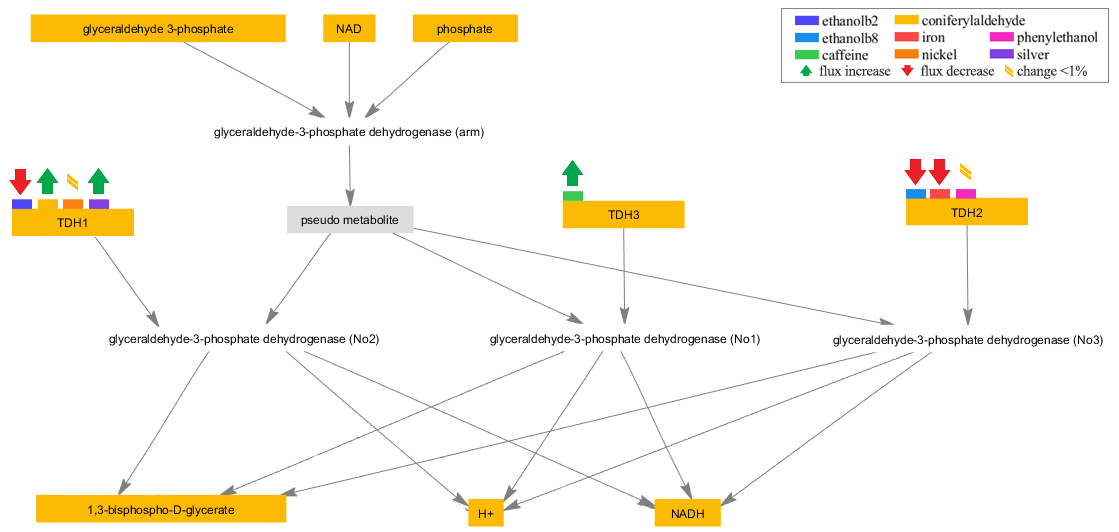 glyceraldehyde 3-phosphate
NAD
phosphate
ethanolb2
coniferylaldehyde
ethanolb8
iron
phenylethanol
caffeine
nickel
silver
flux increase
flux decrease
change <1%
glyceraldehyde-3-phosphate dehydrogenase (arm)
TDH1
pseudo metabolite
TDH3
TDH2
glyceraldehyde-3-phosphate dehydrogenase (No2)
glyceraldehyde-3-phosphate dehydrogenase (No1)
glyceraldehyde-3-phosphate dehydrogenase (No3)
1,3-bisphospho-D-glycerate
H+
NADH